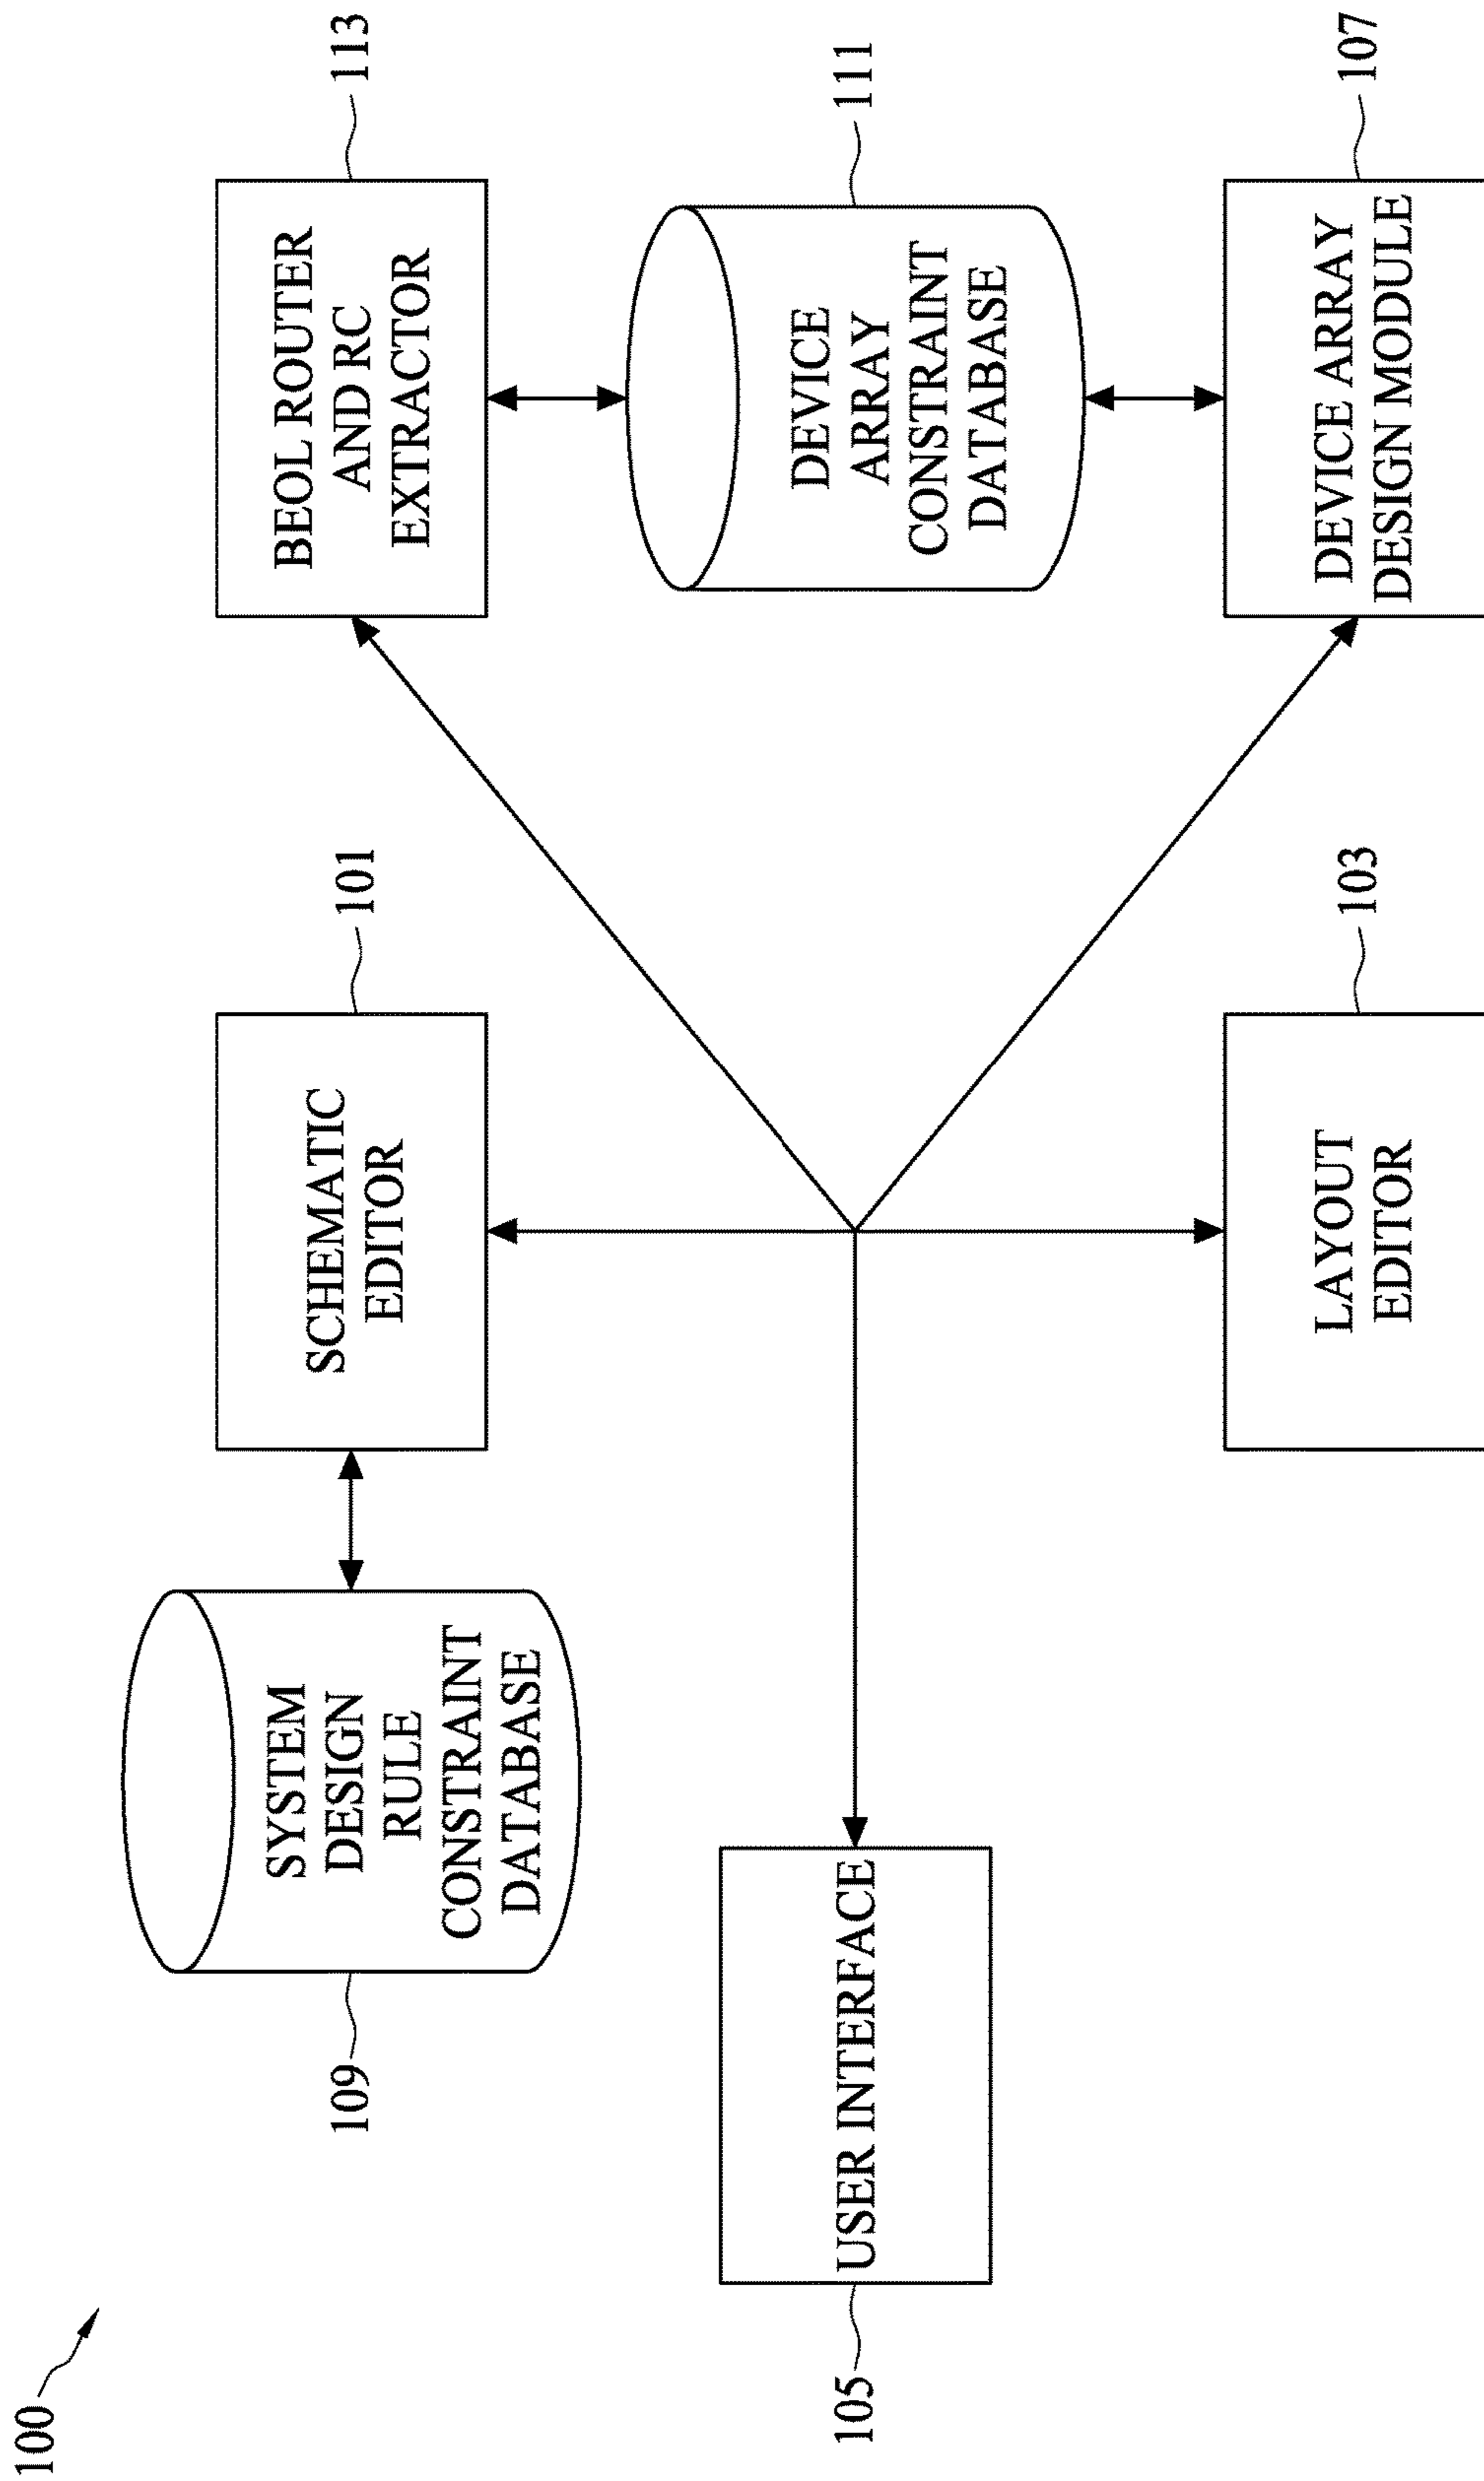 100
109
SYSTEM
DESIGN
RULE
CONSTRAINT
DATABASE
SCHEMATIC
EDITOR
101
BEOL ROUTER
AND RC
EXTRACTOR
113
105
USER INTERFACE
DEVICE
ARRAY
CONSTRAINT
DATABASE
111
LAYOUT
EDITOR
103
DEVICE ARRAY
DESIGN MODULE
107